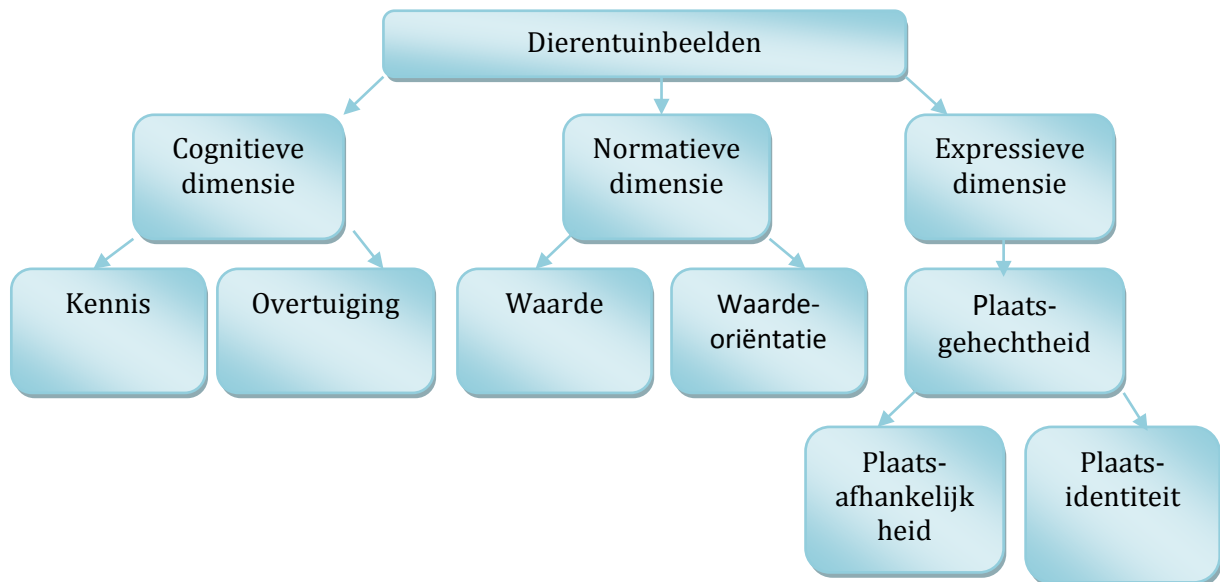 Dierentuinbeelden
Cognitieve
dimensie
Normatieve
dimensie
Expressieve
dimensie
Kennis
Overtuiging
Waarde
Waarde-
oriëntatie
Plaats-
gehechtheid
Plaats-
afhankelijk
heid
Plaats-
identiteit